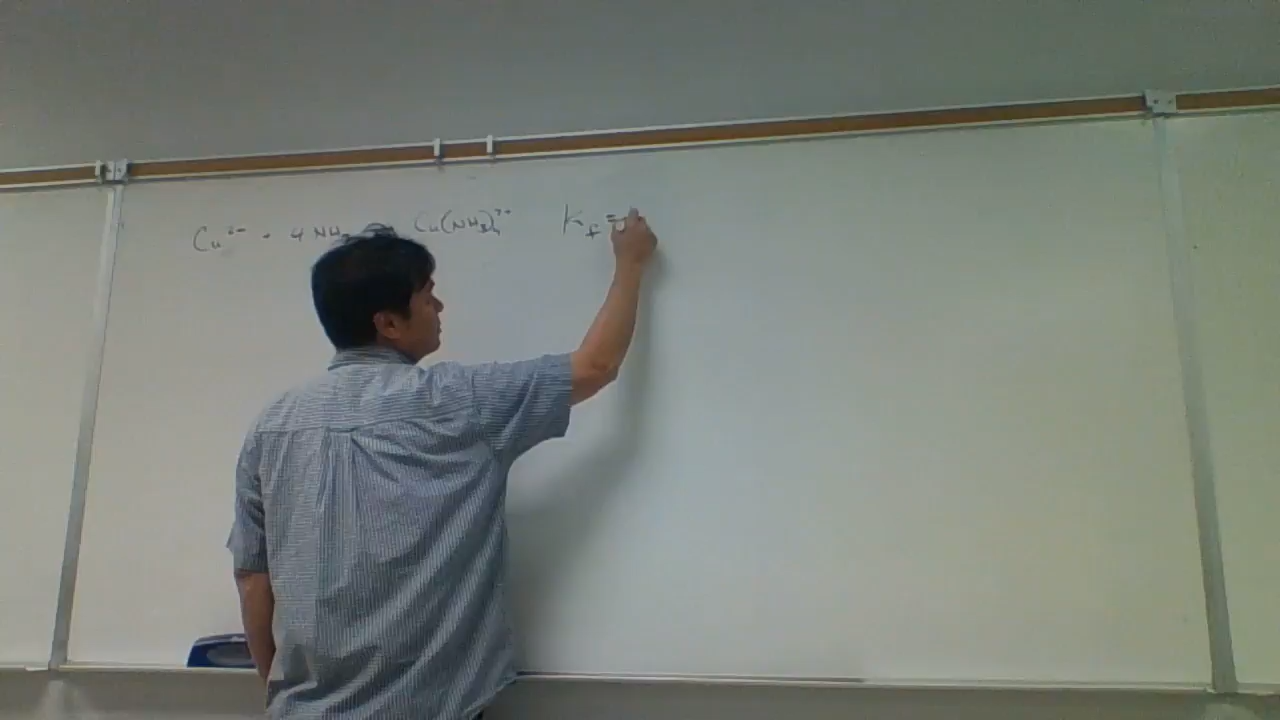 Cu²⁺ + 4 NH₃ ⇌ Cu(NH₃)₄²⁺ K_f =